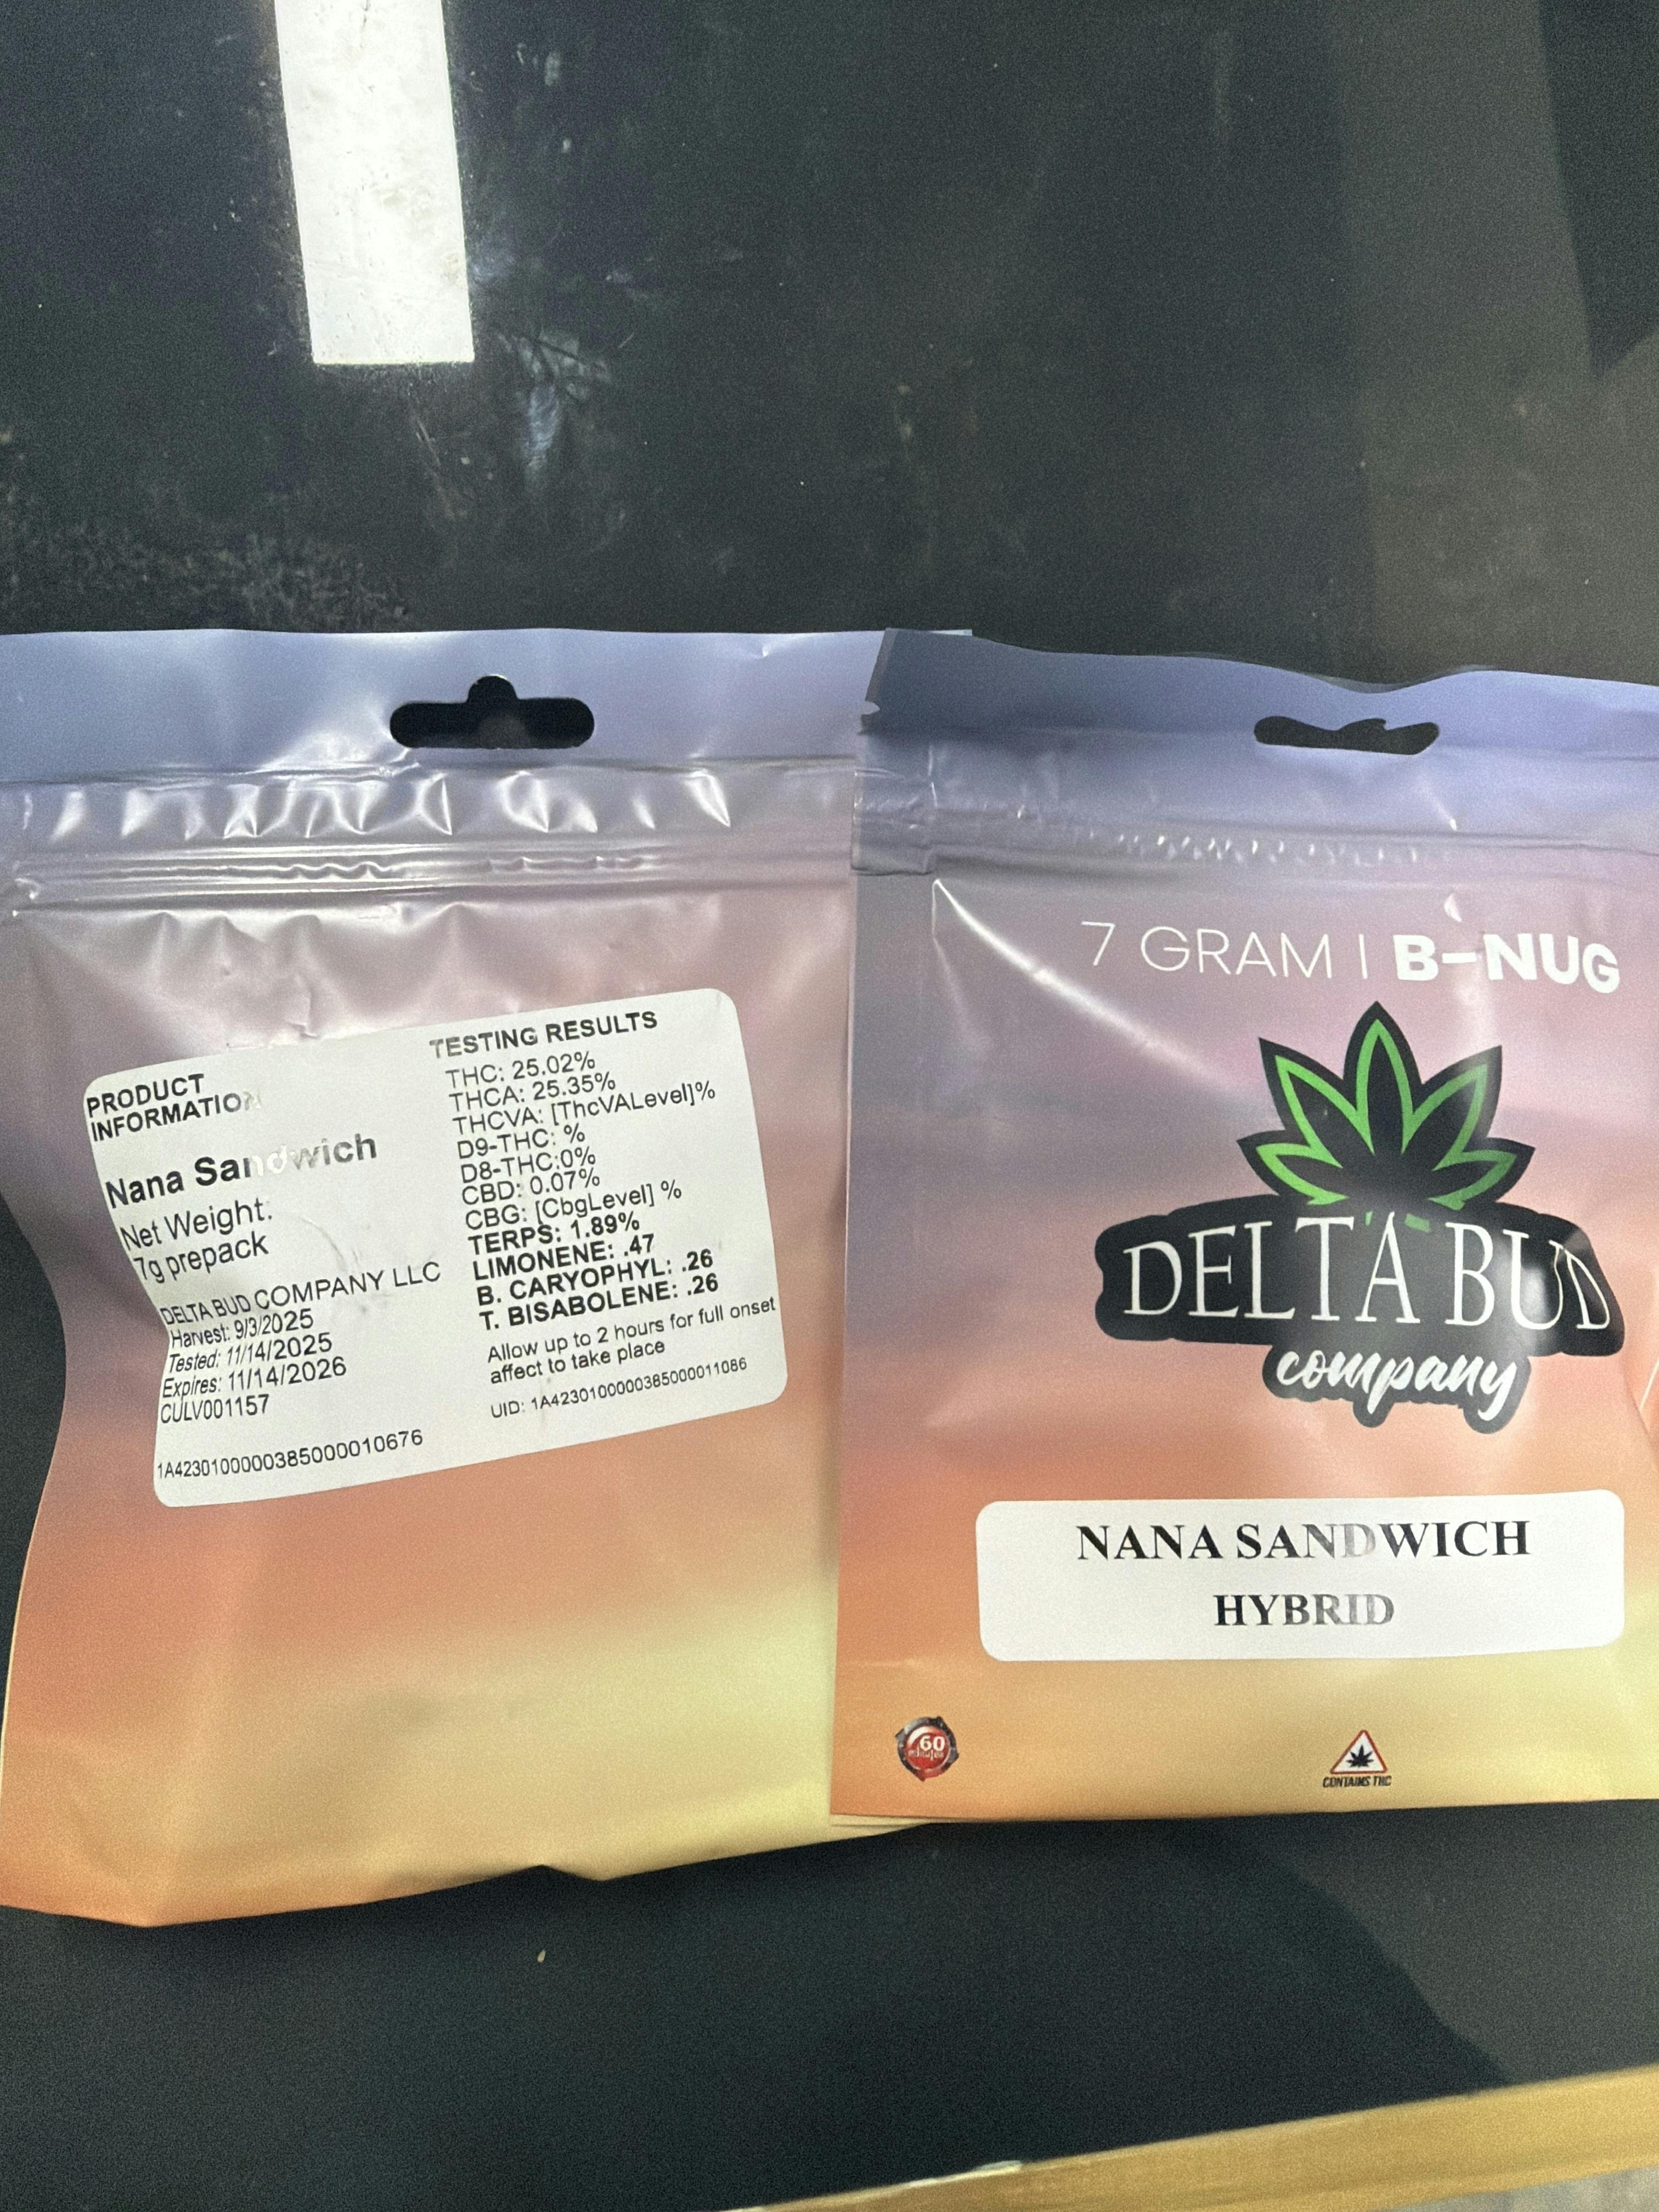 PRODUCT
INFORMATION
Nana Sandwich
Net Weight:
7g prepack
DELTA BUD COMPANY LLC
Harvest: 9/3/2025
Tested: 11/14/2025
Expires: 11/14/2026
CULV001157
1A4230100000385000010676
TESTING RESULTS
THC: 25.02%
THCA: 25.35%
THCVA: [ThcVALevel]%
D9-THC: %
D8-THC:0%
CBD: 0.07%
CBG: [CbgLevel] %
TERPS: 1.89%
LIMONENE: .47
B. CARYOPHYL: .26
T. BISABOLENE: .26
Allow up to 2 hours for full onset
affect to take place
UID: 1A4230100000385000011086
7 GRAM | B-NUG
DELTA BUD
company
NANA SANDWICH
HYBRID
60
CONTAINS THC